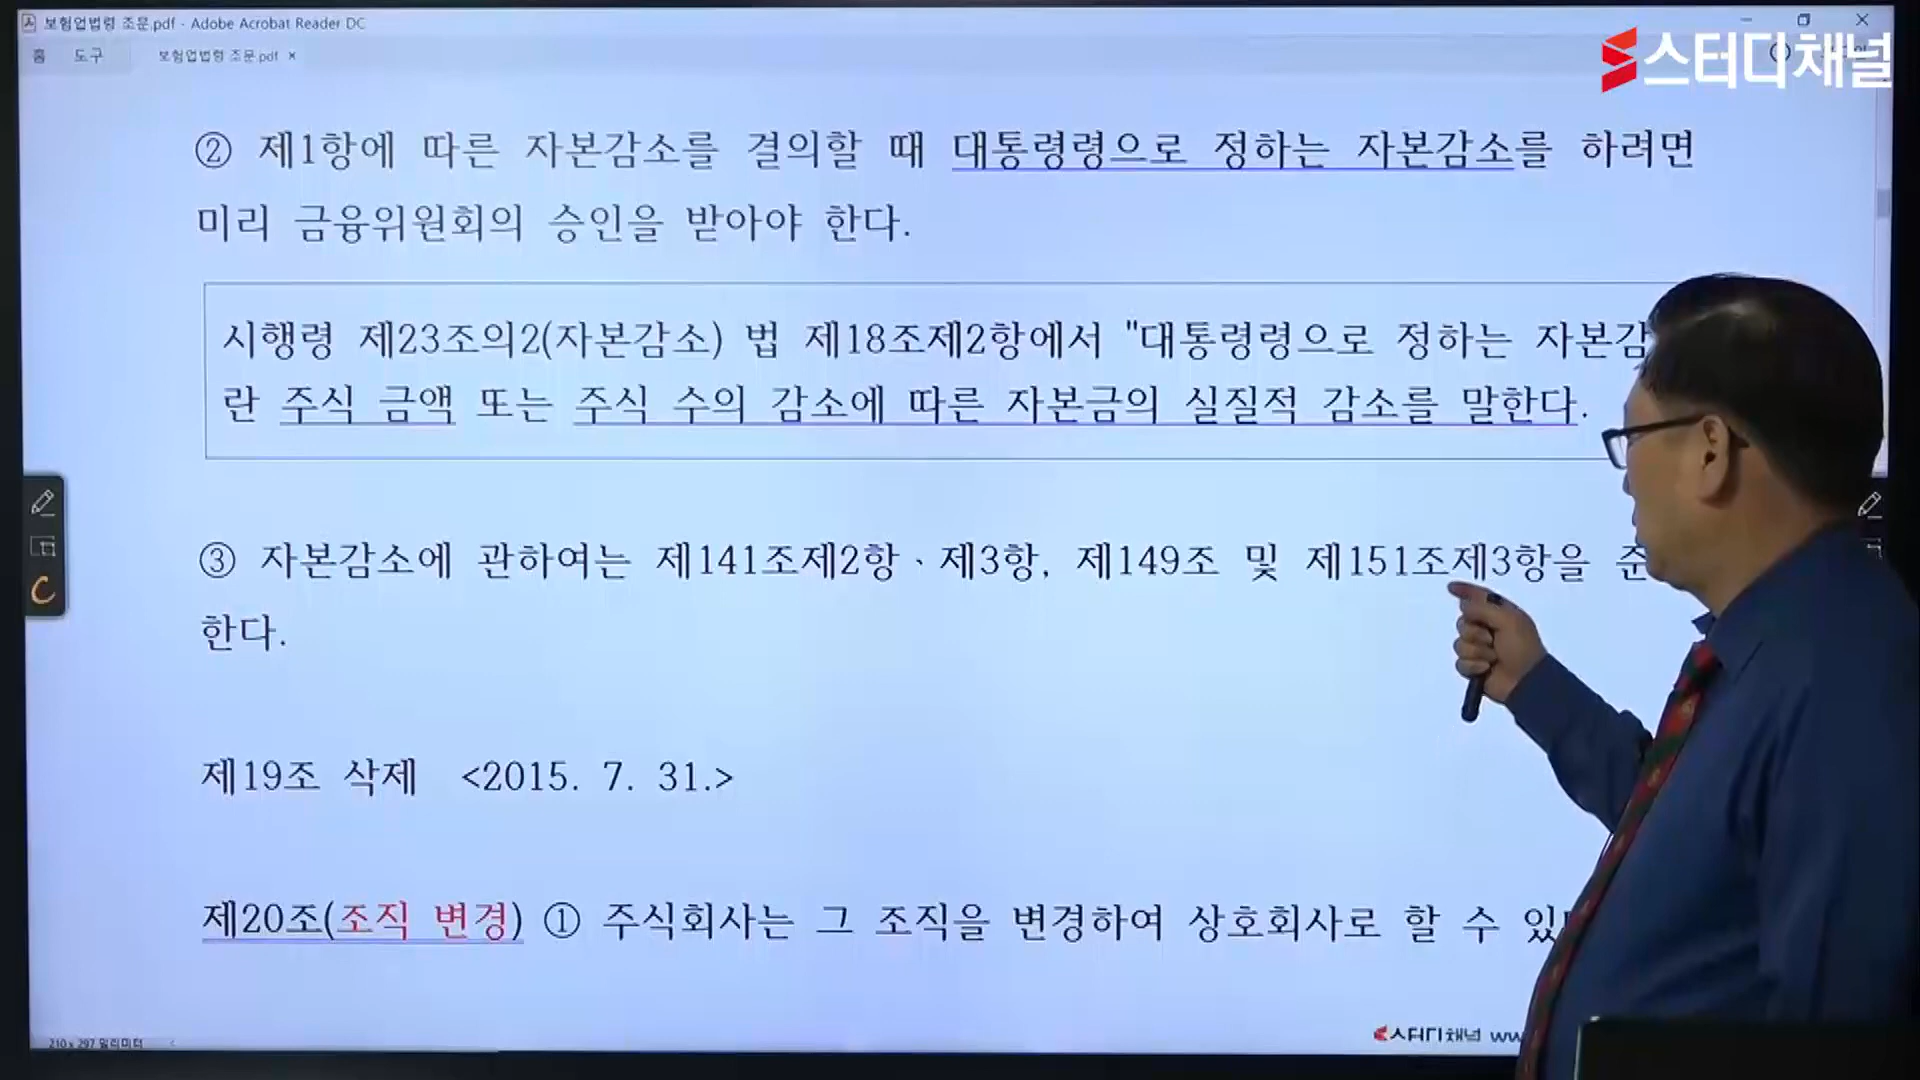 보험업법령 조문.pdf - Adobe Acrobat Reader DC
홈 도구 보험업법령 조문.pdf ×
스터디채널
② 제1항에 따른 자본감소를 결의할 때 대통령령으로 정하는 자본감소를 하려면
미리 금융위원회의 승인을 받아야 한다.
시행령 제23조의2(자본감소) 법 제18조제2항에서 "대통령령으로 정하는 자본감
란 주식 금액 또는 주식 수의 감소에 따른 자본금의 실질적 감소를 말한다.
③ 자본감소에 관하여는 제141조제2항ㆍ제3항, 제149조 및 제151조제3항을 준
한다.
제19조 삭제 <2015. 7. 31.>
제20조(조직 변경) ① 주식회사는 그 조직을 변경하여 상호회사로 할 수 있
스터디채널 ww
210 x 297 밀리미터